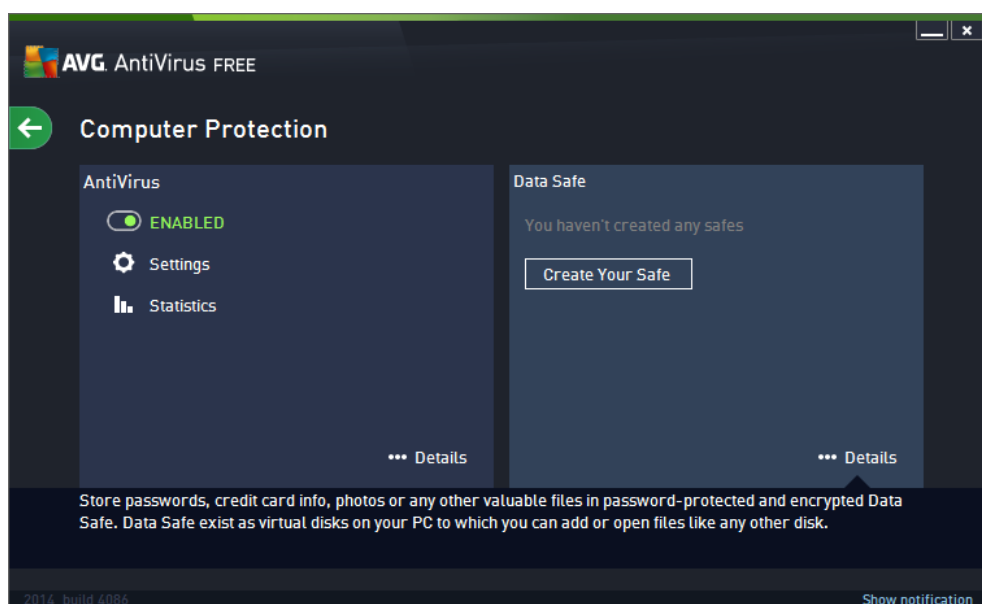 AVG. AntiVirus FREE
Computer Protection
AntiVirus
ENABLED
Settings
Statistics
Details
Data Safe
You haven't created any safes
Create Your Safe
Details
Store passwords, credit card info, photos or any other valuable files in password-protected and encrypted Data
Safe. Data Safe exist as virtual disks on your PC to which you can add or open files like any other disk.
2014 build 4086
Show notification